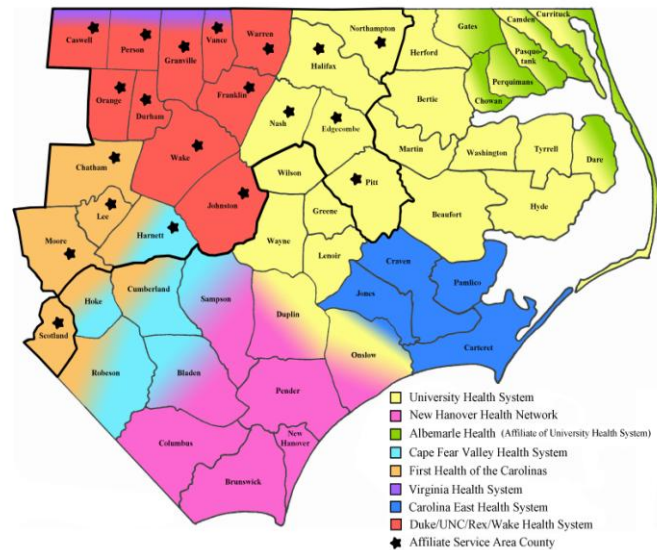 Caswell
Person
Granville
Vance
Warren
Northampton
Halifax
Herford
Gates
Camden
Currituck
Pasquo-
tank
Perquimans
Chowan
Orange
Durham
Franklin
Nash
Edgecombe
Bertie
Martin
Washington
Tyrrell
Dare
Chatham
Wake
Wilson
Pitt
Lee
Johnston
Greene
Beaufort
Hyde
Moore
Harnett
Wayne
Lenoir
Craven
Pamlico
Hoke
Cumberland
Sampson
Duplin
Jones
Scotland
Robeson
Bladen
Onslow
Carteret
Pender
Columbus
New
Hanover
Brunswick
University Health System
New Hanover Health Network
Albemarle Health (Affiliate of University Health System)
Cape Fear Valley Health System
First Health of the Carolinas
Virginia Health System
Carolina East Health System
Duke/UNC/Rex/Wake Health System
Affiliate Service Area County